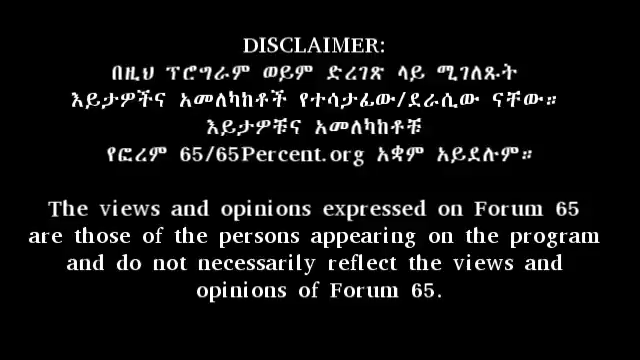 DISCLAIMER:
በዚህ ፕሮግራም ወይም ድረገጽ ላይ ሚገለጹት
እይታዎችና አመለካከቶች የተሳታፊው/ደራሲው ናቸው።
እይታዎቹና አመለካከቶቹ
የፎረም 65/65Percent.org አቋም አይደሉም።
The views and opinions expressed on Forum 65
are those of the persons appearing on the program
and do not necessarily reflect the views and
opinions of Forum 65.